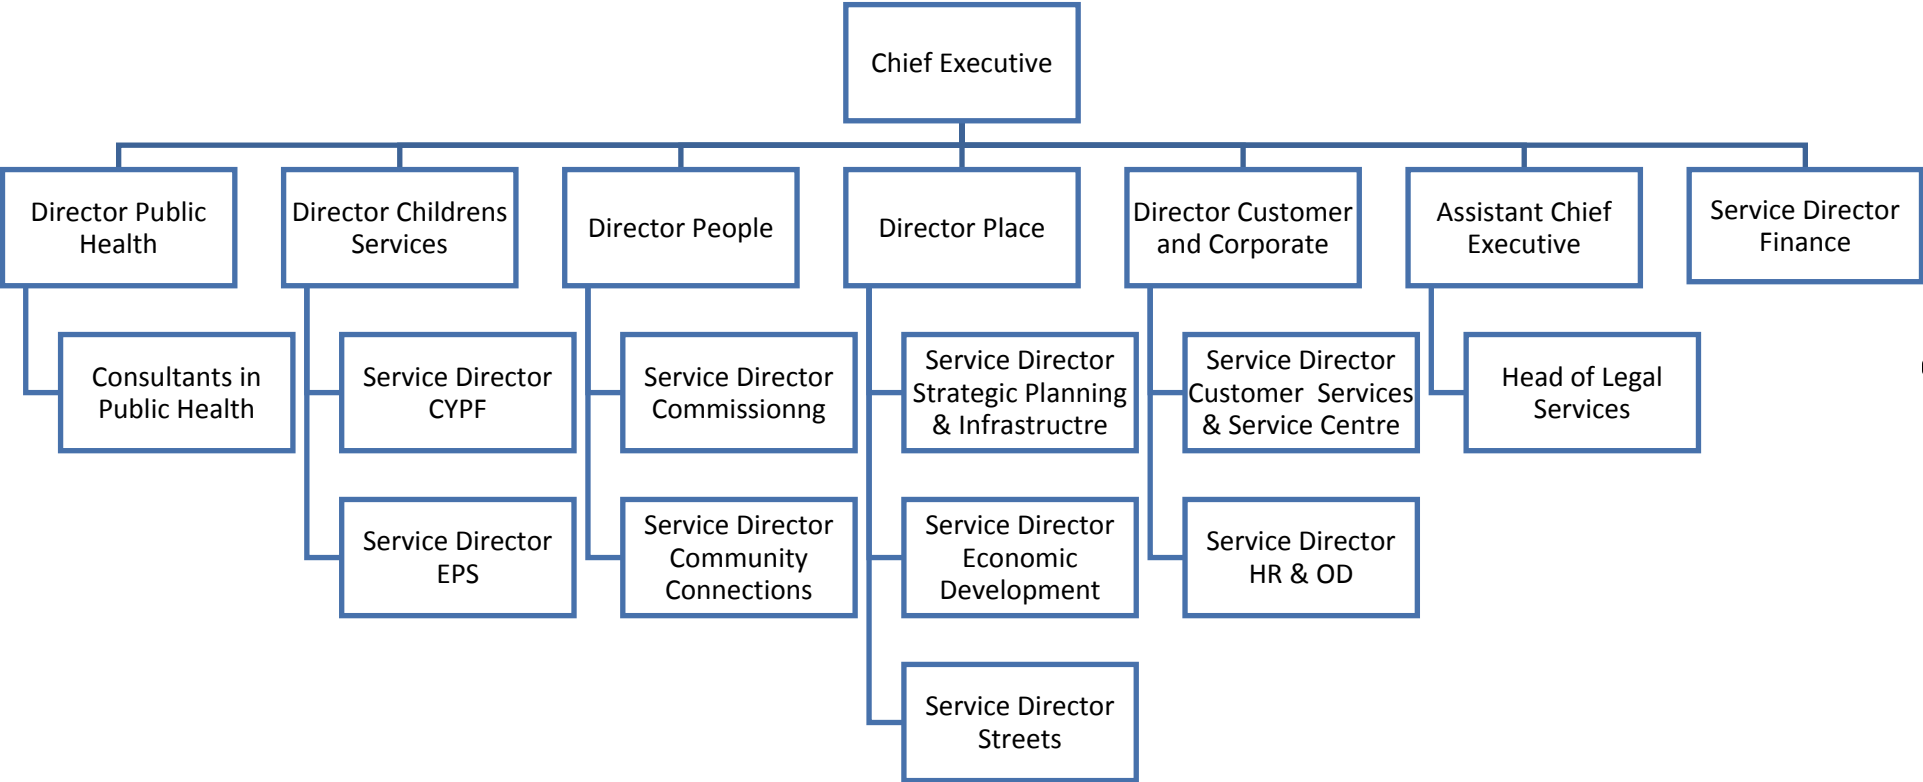 Chief Executive
Director Public
Health
Director Childrens
Services
Director People
Director Place
Director Customer
and Corporate
Assistant Chief
Executive
Service Director
Finance
Consultants in
Public Health
Service Director
CYPF
Service Director
EPS
Service Director
Commissionng
Service Director
Community
Connections
Service Director
Strategic Planning
& Infrastructre
Service Director
Economic
Development
Service Director
Streets
Service Director
Customer  Services
& Service Centre
Service Director
HR & OD
Head of Legal
Services